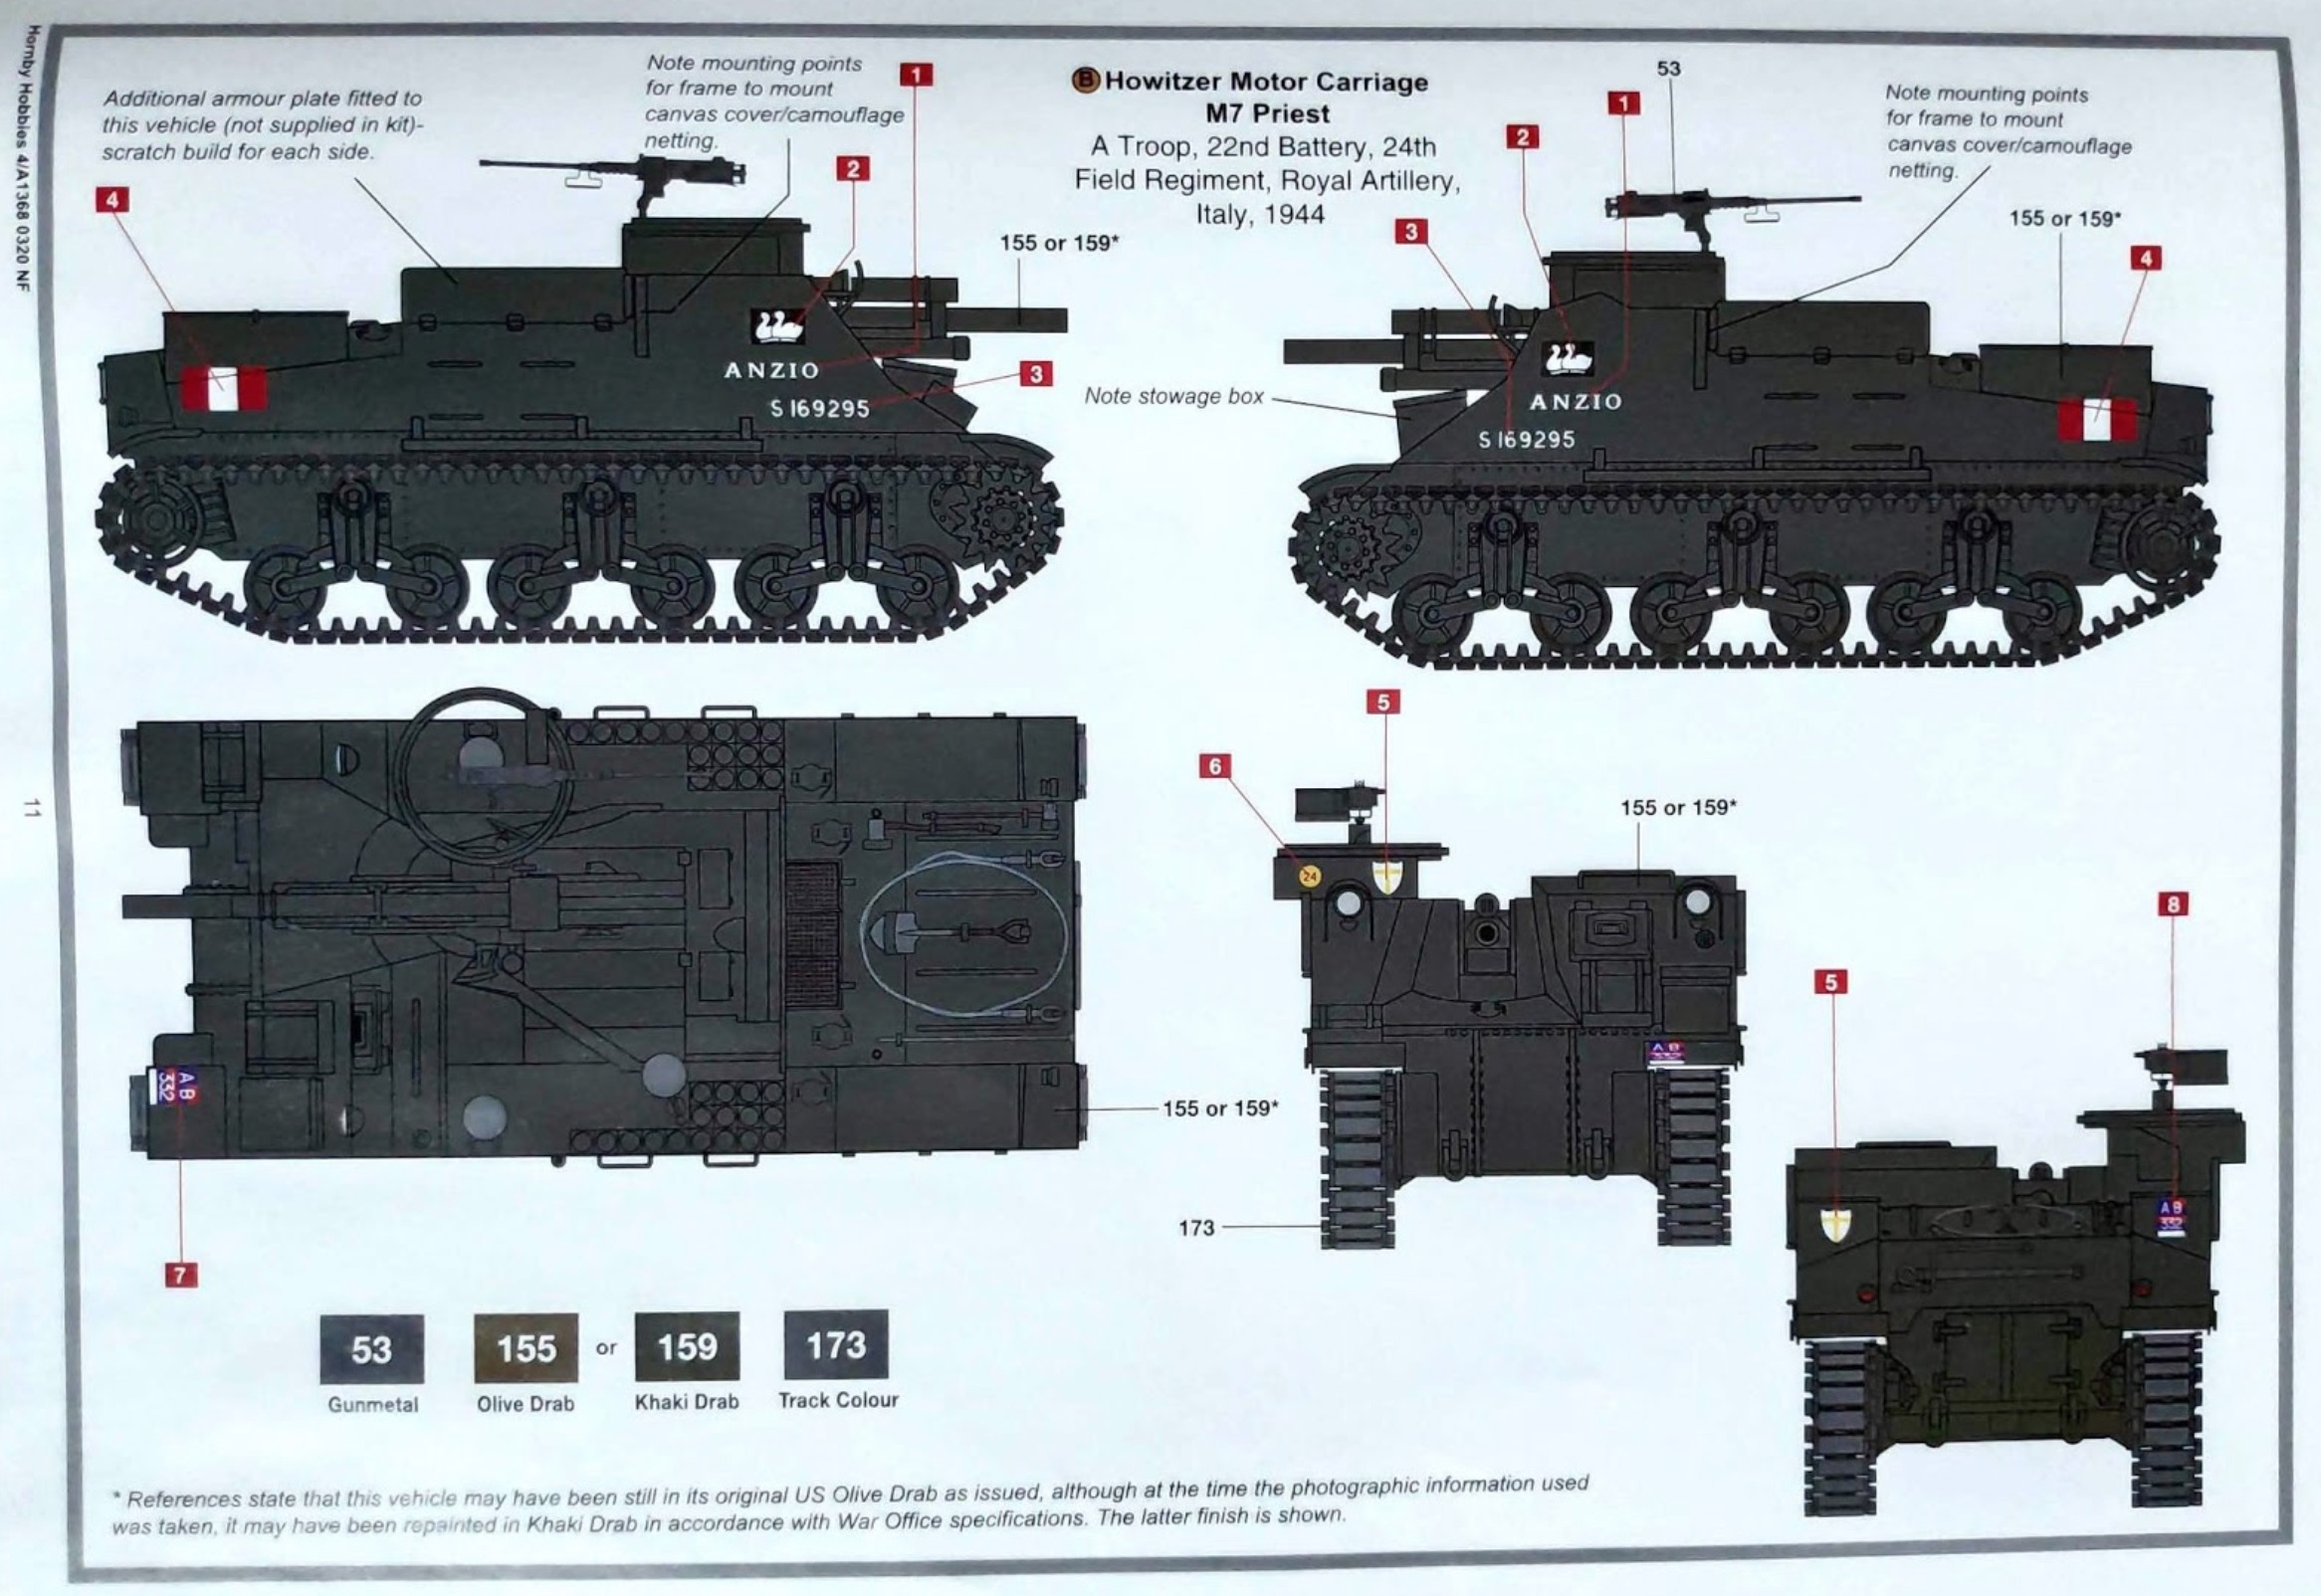 Hornby Hobbies 4/A1368 0320 NF
11
Additional armour plate fitted to
this vehicle (not supplied in kit)-
scratch build for each side.
4
Note mounting points
for frame to mount
canvas cover/camouflage
netting.
1
2
155 or 159*
3
ANZIO
S 169295
B Howitzer Motor Carriage
M7 Priest
A Troop, 22nd Battery, 24th
Field Regiment, Royal Artillery,
Italy, 1944
53
1
2
3
Note mounting points
for frame to mount
canvas cover/camouflage
netting.
155 or 159*
4
Note stowage box
ANZIO
S 169295
AB
332
7
155 or 159*
5
6
155 or 159*
24
AB
173
8
5
AB
332
53
155
or
159
173
Gunmetal
Olive Drab
Khaki Drab
Track Colour
* References state that this vehicle may have been still in its original US Olive Drab as issued, although at the time the photographic information used
was taken, it may have been repainted in Khaki Drab in accordance with War Office specifications. The latter finish is shown.